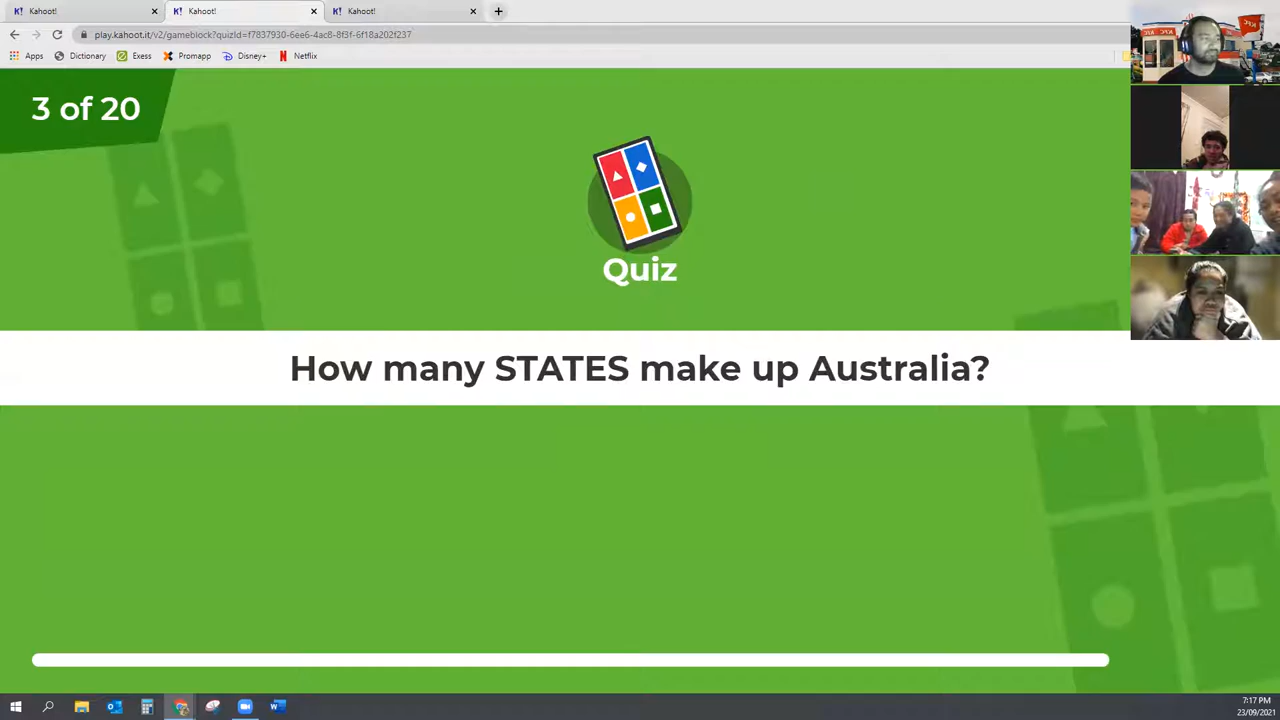 Kahoot!
Kahoot!
Kahoot!
play.kahoot.it/v2/gameblock?quizId=f7837930-6ee6-4ac8-8f3f-6f18a202f237
Apps Dictionary Exess Promapp Disney+ Netflix
3 of 20
KFC
Quiz
How many STATES make up Australia?
7:17 PM
23/09/2021